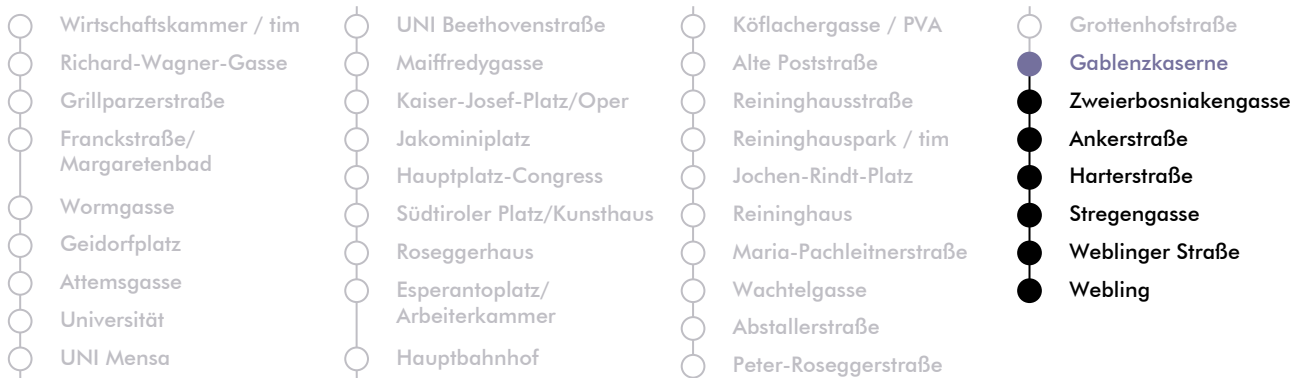 Wirtschaftskammer / tim
Richard-Wagner-Gasse
Grillparzerstraße
Franckstraße/
Margaretenbad
Wormgasse
Geidorfplatz
Attemsgasse
Universität
UNI Mensa
UNI Beethovenstraße
Maiffredygasse
Kaiser-Josef-Platz/Oper
Jakominiplatz
Hauptplatz-Congress
Südtiroler Platz/Kunsthaus
Roseggerhaus
Esperantoplatz/
Arbeiterkammer
Hauptbahnhof
Köflachergasse / PVA
Alte Poststraße
Reininghausstraße
Reininghauspark / tim
Jochen-Rindt-Platz
Reininghaus
Maria-Pachleitnerstraße
Wachtelgasse
Abstallerstraße
Peter-Roseggerstraße
Grottenhofstraße
Gablenzkaserne
Zweierbosniakengasse
Ankerstraße
Harterstraße
Stregengasse
Weblinger Straße
Webling